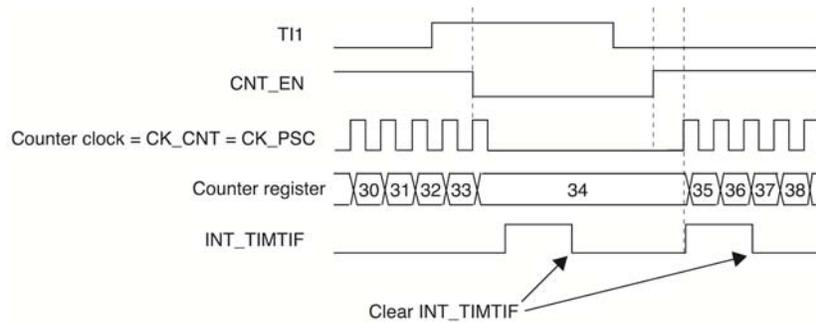 TI1
CNT_EN
Counter clock = CK_CNT = CK_PSC
Counter register 30 31 32 33 34 35 36 37 38
INT_TIMTIF
Clear INT_TIMTIF